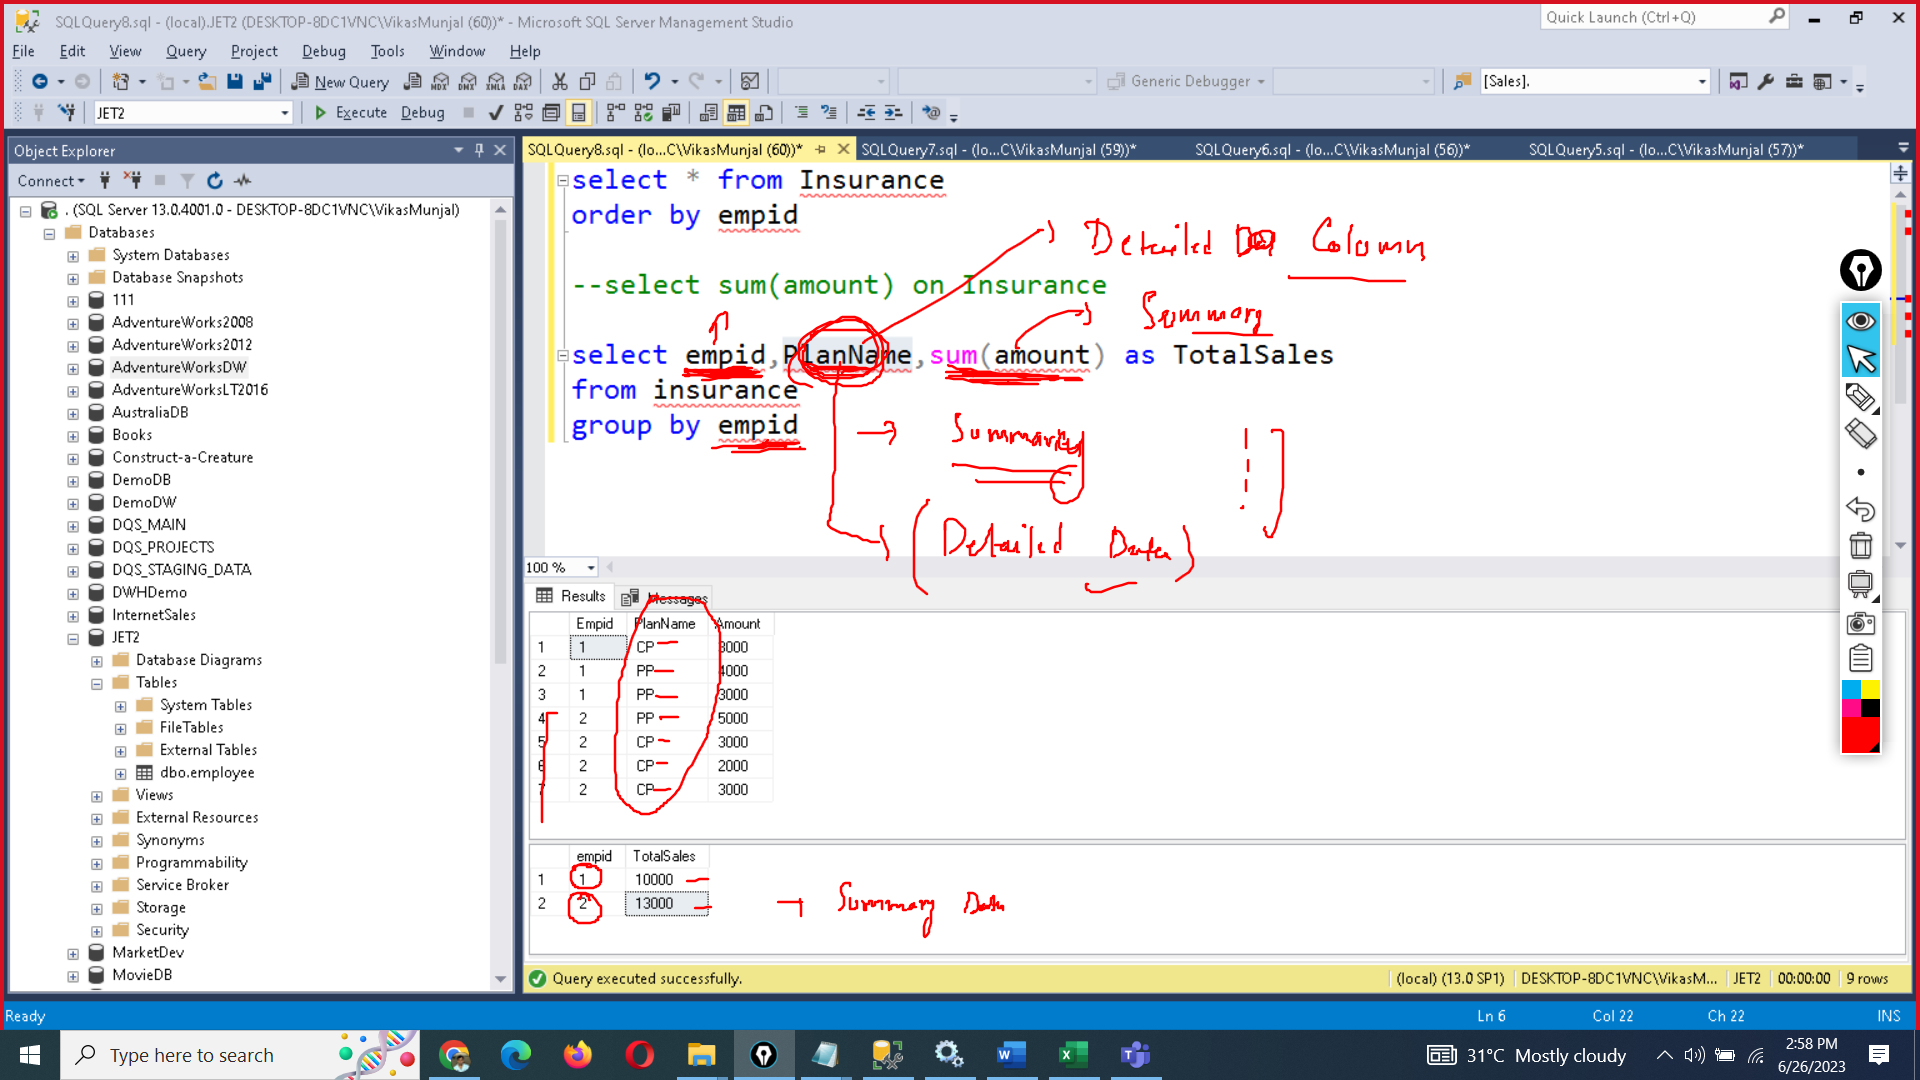 SQLQuery8.sql - (local).JET2 (DESKTOP-8DC1VNC\VikasMunjal (60))* - Microsoft SQL Server Management Studio
Quick Launch (Ctrl+Q)
File Edit View Query Project Debug Tools Window Help
New Query
MDX DMX XMLA DAX
Generic Debugger
[Sales].
JET2
Execute Debug
Object Explorer
Connect
. (SQL Server 13.0.4001.0 - DESKTOP-8DC1VNC\VikasMunjal)
Databases
System Databases
Database Snapshots
111
AdventureWorks2008
AdventureWorks2012
AdventureWorksDW
AdventureWorksLT2016
AustraliaDB
Books
Construct-a-Creature
DemoDB
DemoDW
DQS_MAIN
DQS_PROJECTS
DQS_STAGING_DATA
DWHDemo
InternetSales
JET2
Database Diagrams
Tables
System Tables
FileTables
External Tables
dbo.employee
Views
External Resources
Synonyms
Programmability
Service Broker
Storage
Security
MarketDev
MovieDB
SQLQuery8.sql - (lo...C\VikasMunjal (60))* SQLQuery7.sql - (lo...C\VikasMunjal (59))* SQLQuery6.sql - (lo...C\VikasMunjal (56))* SQLQuery5.sql - (lo...C\VikasMunjal (57))*
select * from Insurance
order by empid
Detailed Column
--select sum(amount) on Insurance
Summary
select empid,PlanName,sum(amount) as TotalSales
from insurance
group by empid
Summary
(Detailed Data)
100 %
Results Messages
Empid PlanName Amount
1 1 CP 3000
2 1 PP 4000
3 1 PP 3000
4 2 PP 5000
5 2 CP 3000
6 2 CP 2000
7 2 CP 3000
empid TotalSales
1 1 10000
2 2 13000
Summary Data
Query executed successfully.
(local) (13.0 SP1) DESKTOP-8DC1VNC\VikasM... JET2 00:00:00 9 rows
Ready
Ln 6 Col 22 Ch 22 INS
Type here to search
31°C Mostly cloudy
2:58 PM
6/26/2023